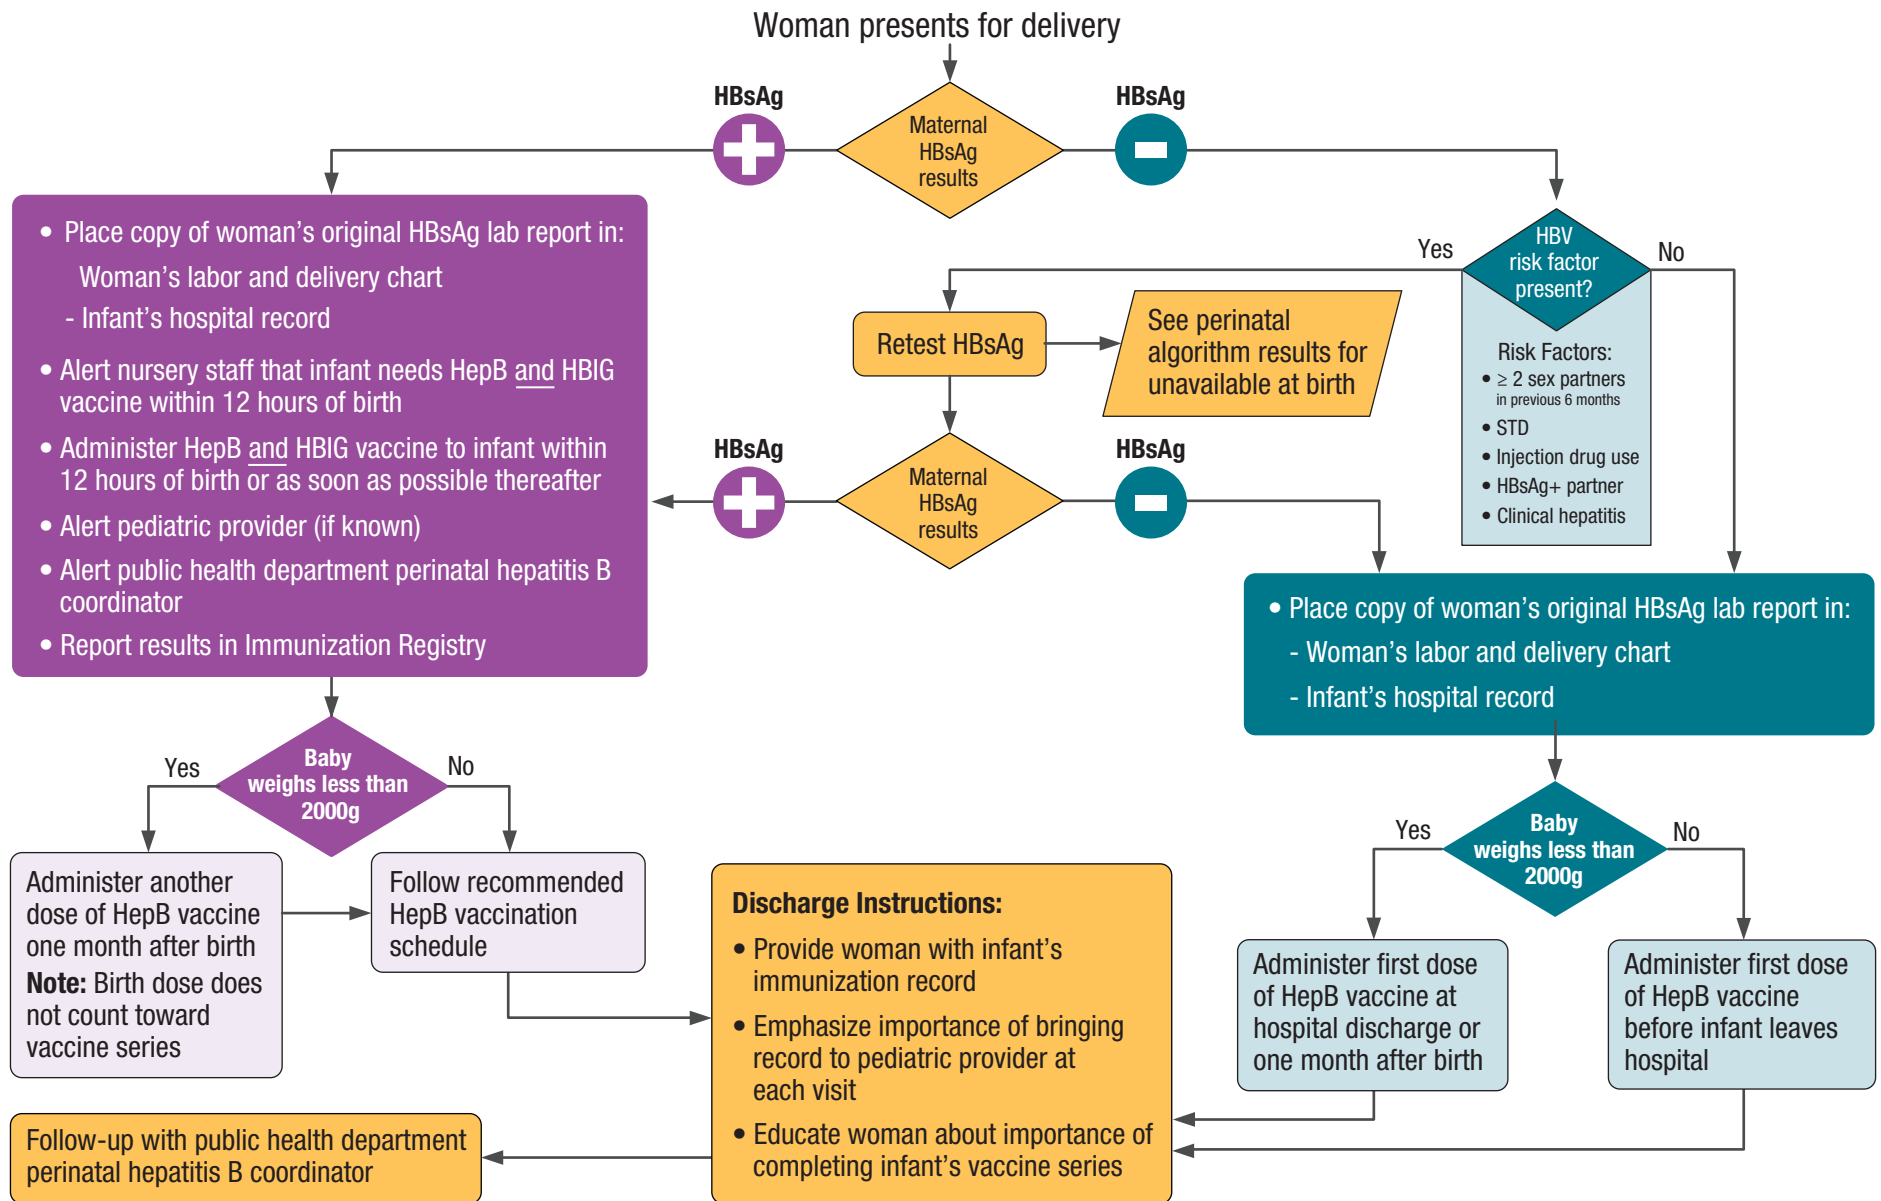 Woman presents for delivery
HBsAg
HBsAg
Maternal
HBsAg
results
• Place copy of woman’s original HBsAg lab report in:
Woman’s labor and delivery chart
- Infant’s hospital record
• Alert nursery staff that infant needs HepB and HBIG
vaccine within 12 hours of birth
• Administer HepB and HBIG vaccine to infant within
12 hours of birth or as soon as possible thereafter
• Alert pediatric provider (if known)
• Alert public health department perinatal hepatitis B
coordinator
• Report results in Immunization Registry
Yes
HBV
risk factor
present?
No
Risk Factors:
• ≥ 2 sex partners
in previous 6 months
• STD
• Injection drug use
• HBsAg+ partner
• Clinical hepatitis
Retest HBsAg
See perinatal
algorithm results for
unavailable at birth
HBsAg
HBsAg
Maternal
HBsAg
results
• Place copy of woman’s original HBsAg lab report in:
- Woman’s labor and delivery chart
- Infant’s hospital record
Yes
Baby
weighs less than
2000g
No
Administer another
dose of HepB vaccine
one month after birth
Note: Birth dose does
not count toward
vaccine series
Follow recommended
HepB vaccination
schedule
Yes
Baby
weighs less than
2000g
No
Administer first dose
of HepB vaccine at
hospital discharge or
one month after birth
Administer first dose
of HepB vaccine
before infant leaves
hospital
Discharge Instructions:
• Provide woman with infant’s
immunization record
• Emphasize importance of bringing
record to pediatric provider at
each visit
• Educate woman about importance of
completing infant’s vaccine series
Follow-up with public health department
perinatal hepatitis B coordinator